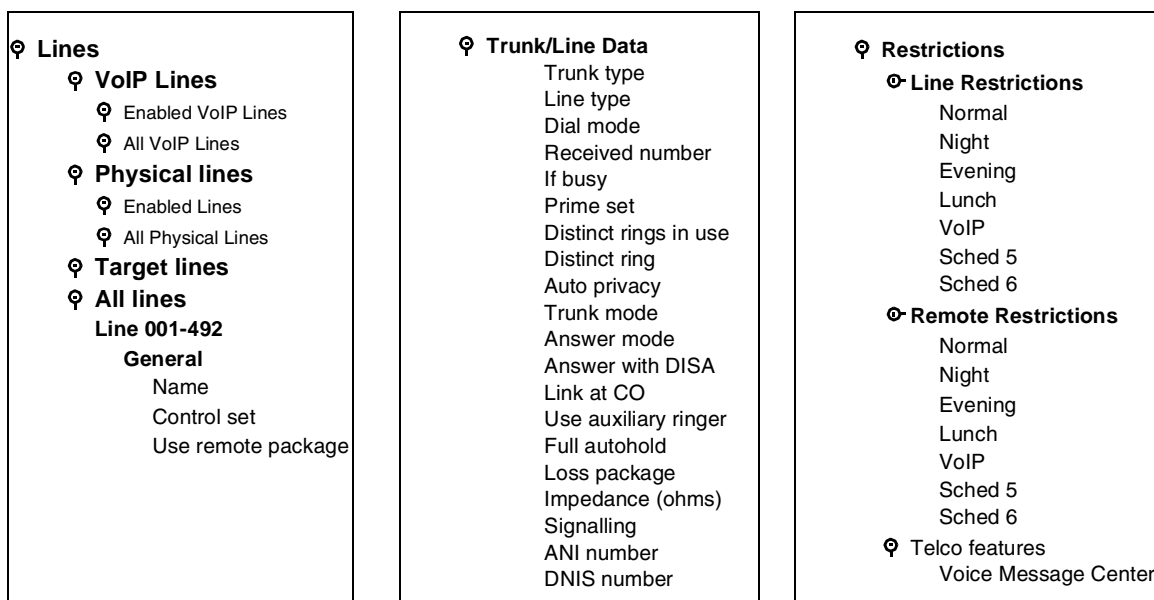 Lines
VoIP Lines
Enabled VoIP Lines
All VoIP Lines
Physical lines
Enabled Lines
All Physical Lines
Target lines
All lines
Line 001-492
General
Name
Control set
Use remote package
Trunk/Line Data
Trunk type
Line type
Dial mode
Received number
If busy
Prime set
Distinct rings in use
Distinct ring
Auto privacy
Trunk mode
Answer mode
Answer with DISA
Link at CO
Use auxiliary ringer
Full autohold
Loss package
Impedance (ohms)
Signalling
ANI number
DNIS number
Restrictions
Line Restrictions
Normal
Night
Evening
Lunch
VoIP
Sched 5
Sched 6
Remote Restrictions
Normal
Night
Evening
Lunch
VoIP
Sched 5
Sched 6
Telco features
Voice Message Center